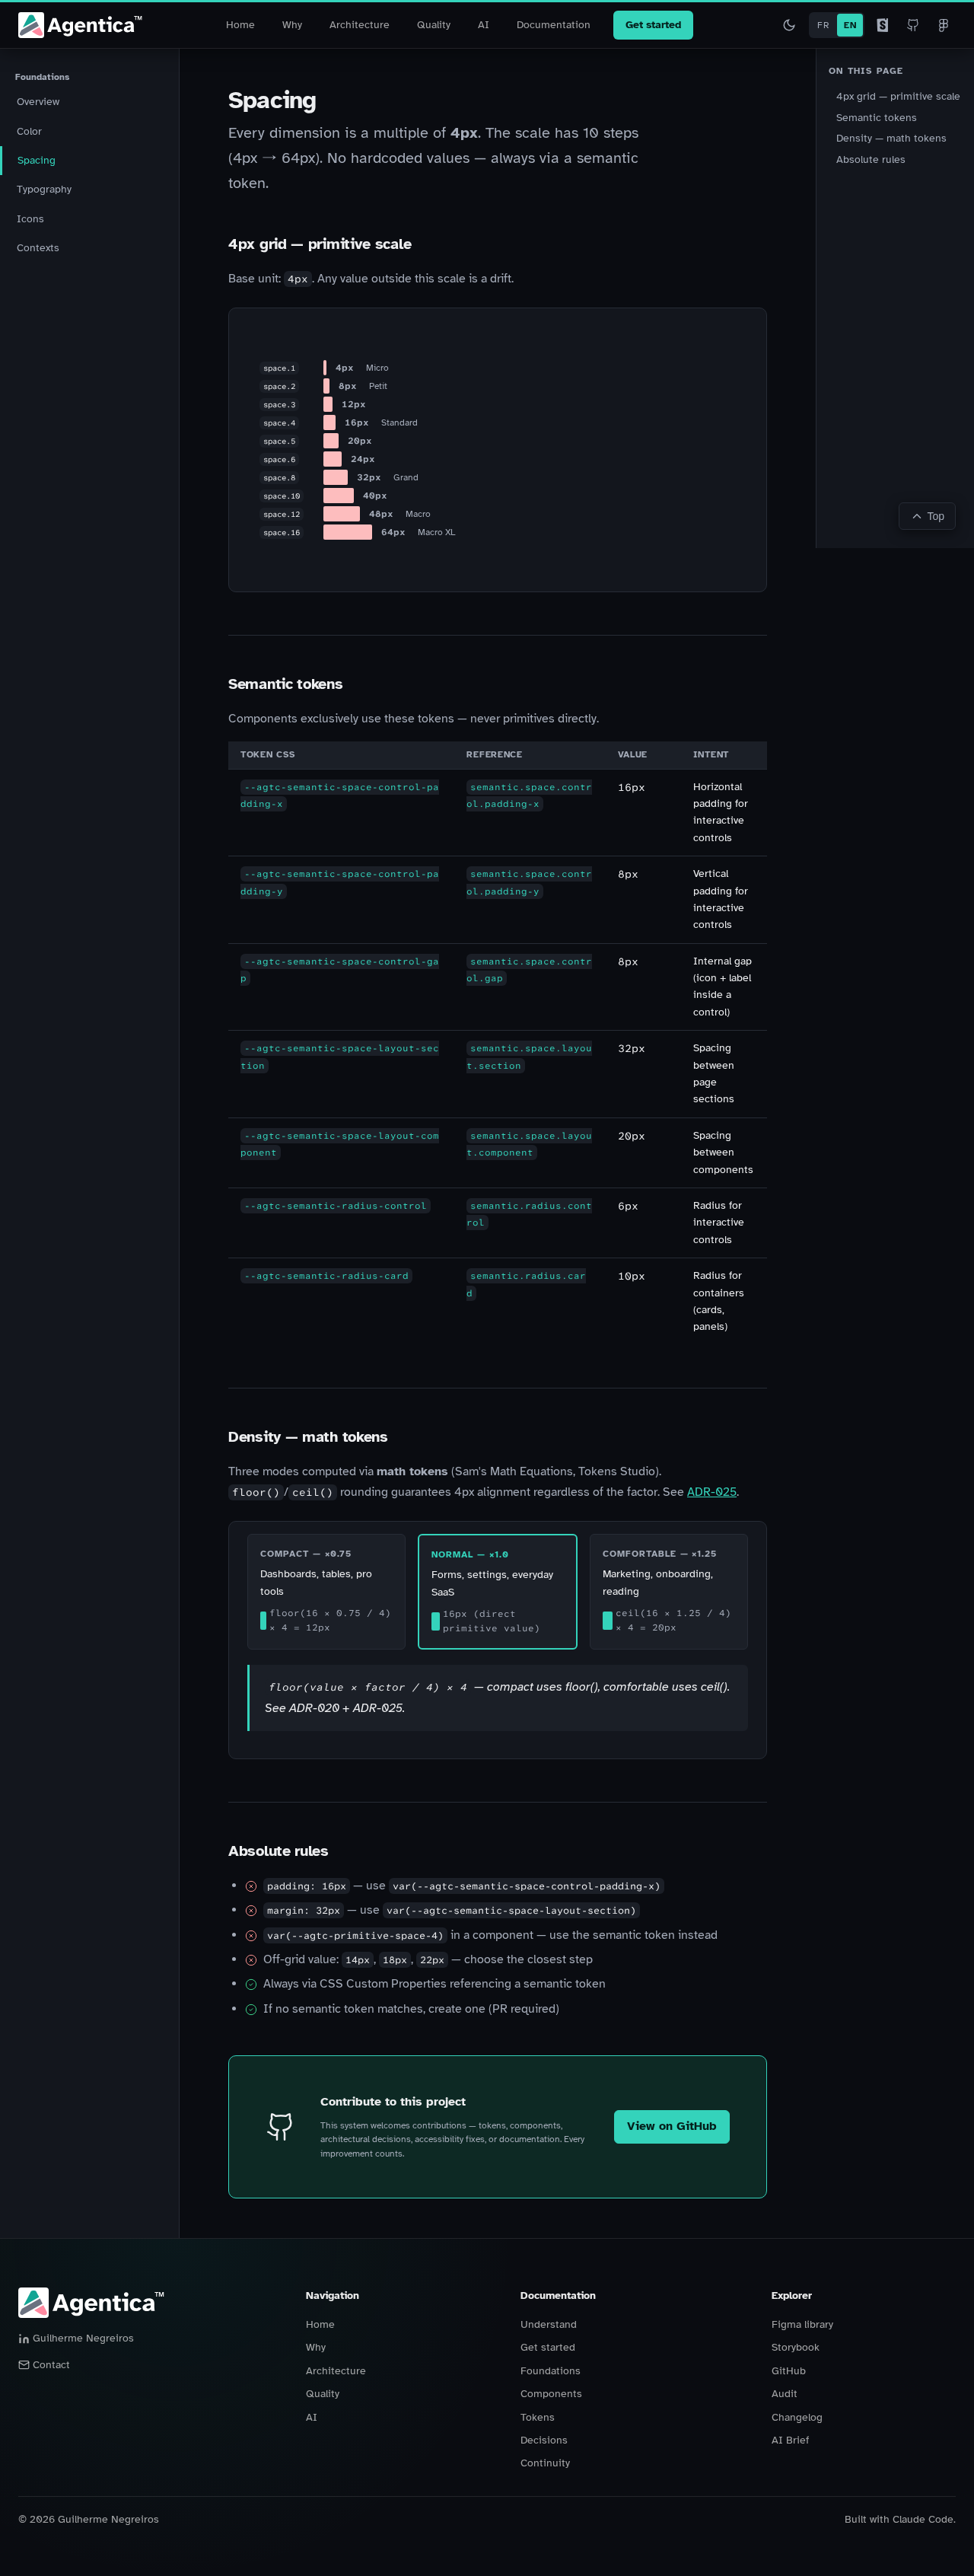 Agentica™
Home Why Architecture Quality AI Documentation Get started FR EN
Foundations
Overview
Color
Spacing
Typography
Icons
Contexts
Spacing
Every dimension is a multiple of 4px. The scale has 10 steps
(4px → 64px). No hardcoded values — always via a semantic
token.
ON THIS PAGE
4px grid — primitive scale
Semantic tokens
Density — math tokens
Absolute rules
Top
4px grid — primitive scale
Base unit: 4px. Any value outside this scale is a drift.
space.1 4px Micro
space.2 8px Petit
space.3 12px
space.4 16px Standard
space.5 20px
space.6 24px
space.8 32px Grand
space.10 40px
space.12 48px Macro
space.16 64px Macro XL
Semantic tokens
Components exclusively use these tokens — never primitives directly.
TOKEN CSS REFERENCE VALUE INTENT
--agtc-semantic-space-control-pa semantic.space.contr 16px Horizontal
dding-x ol.padding-x padding for
interactive
controls
--agtc-semantic-space-control-pa semantic.space.contr 8px Vertical
dding-y ol.padding-y padding for
interactive
controls
--agtc-semantic-space-control-ga semantic.space.contr 8px Internal gap
p ol.gap (icon + label
inside a
control)
--agtc-semantic-space-layout-sec semantic.space.layou 32px Spacing
tion t.section between
page
sections
--agtc-semantic-space-layout-com semantic.space.layou 20px Spacing
ponent t.component between
components
--agtc-semantic-radius-control semantic.radius.cont 6px Radius for
rol interactive
controls
--agtc-semantic-radius-card semantic.radius.car 10px Radius for
d containers
(cards,
panels)
Density — math tokens
Three modes computed via math tokens (Sam's Math Equations, Tokens Studio).
floor()/ceil() rounding guarantees 4px alignment regardless of the factor. See ADR-025.
COMPACT — ×0.75
Dashboards, tables, pro
tools
floor(16 × 0.75 / 4)
× 4 = 12px
NORMAL — ×1.0
Forms, settings, everyday
SaaS
16px (direct
primitive value)
COMFORTABLE — ×1.25
Marketing, onboarding,
reading
ceil(16 × 1.25 / 4)
× 4 = 20px
floor(value × factor / 4) × 4 — compact uses floor(), comfortable uses ceil().
See ADR-020 + ADR-025.
Absolute rules
padding: 16px — use var(--agtc-semantic-space-control-padding-x)
margin: 32px — use var(--agtc-semantic-space-layout-section)
var(--agtc-primitive-space-4) in a component — use the semantic token instead
Off-grid value: 14px, 18px, 22px — choose the closest step
Always via CSS Custom Properties referencing a semantic token
If no semantic token matches, create one (PR required)
Contribute to this project
This system welcomes contributions — tokens, components,
architectural decisions, accessibility fixes, or documentation. Every
improvement counts.
View on GitHub
Agentica™
Guilherme Negreiros
Contact
Navigation
Home
Why
Architecture
Quality
AI
Documentation
Understand
Get started
Foundations
Components
Tokens
Decisions
Continuity
Explorer
Figma library
Storybook
GitHub
Audit
Changelog
AI Brief
© 2026 Guilherme Negreiros
Built with Claude Code.